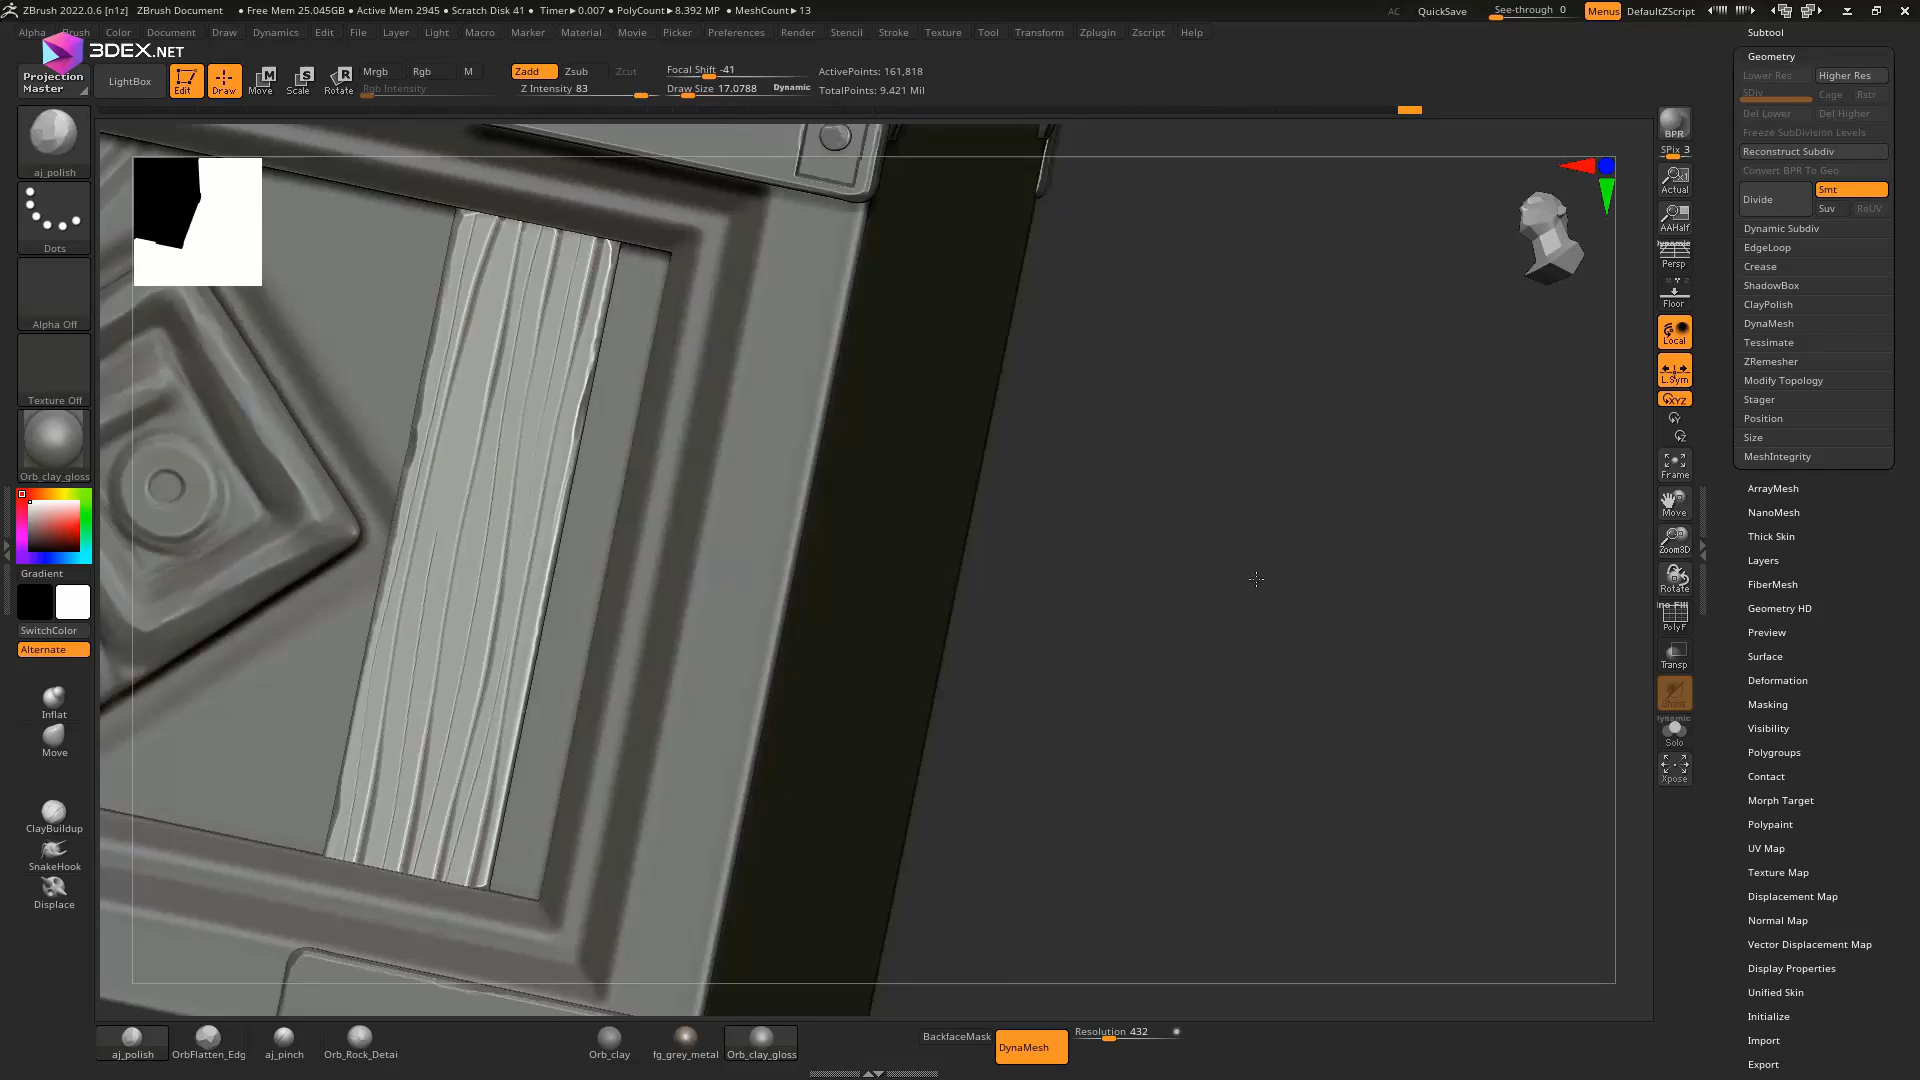 ZBrush 2022.0.6 [n1z] ZBrush Document • Free Mem 25.045GB • Active Mem 2945 • Scratch Disk 41 • Timer▶0.007 • PolyCount▶8.392 MP • MeshCount▶13 AC QuickSave See-through 0 Menus DefaultZScript
Alpha Brush Color Document Draw Dynamics Edit File Layer Light Macro Marker Material Movie Picker Preferences Render Stencil Stroke Texture Tool Transform Zplugin Zscript Help
3DEX.NET
Projection Master
LightBox
Edit Draw Move Scale Rotate
Mrgb Rgb M
Rgb Intensity
Zadd Zsub Zcut
Z Intensity 83
Focal Shift -41
Draw Size 17.0788 Dynamic
ActivePoints: 161,818
TotalPoints: 9.421 Mil
aj_polish
Dots
Alpha Off
Texture Off
Orb_clay_gloss
Gradient
SwitchColor
Alternate
Inflat
Move
ClayBuildup
SnakeHook
Displace
BPR
SPix 3
Actual
AAHalf
Dynamic
Persp
Floor
Local
L.Sym
XYZ
Frame
Move
Zoom3D
Rotate
PolyF
Transp
Ghost
Dynamic
Solo
Xpose
Subtool
Geometry
Lower Res Higher Res
SDiv Cage Rstr
Del Lower Del Higher
Freeze SubDivision Levels
Reconstruct Subdiv
Convert BPR To Geo
Divide Smt
Suv ReUV
Dynamic Subdiv
EdgeLoop
Crease
ShadowBox
ClayPolish
DynaMesh
Tessimate
ZRemesher
Modify Topology
Stager
Position
Size
MeshIntegrity
ArrayMesh
NanoMesh
Thick Skin
Layers
FiberMesh
Geometry HD
Preview
Surface
Deformation
Masking
Visibility
Polygroups
Contact
Morph Target
Polypaint
UV Map
Texture Map
Displacement Map
Normal Map
Vector Displacement Map
Display Properties
Unified Skin
Initialize
Import
Export
aj_polish OrbFlatten_Edg aj_pinch Orb_Rock_Detai Orb_clay fg_grey_metal Orb_clay_gloss
BackfaceMask DynaMesh Resolution 432